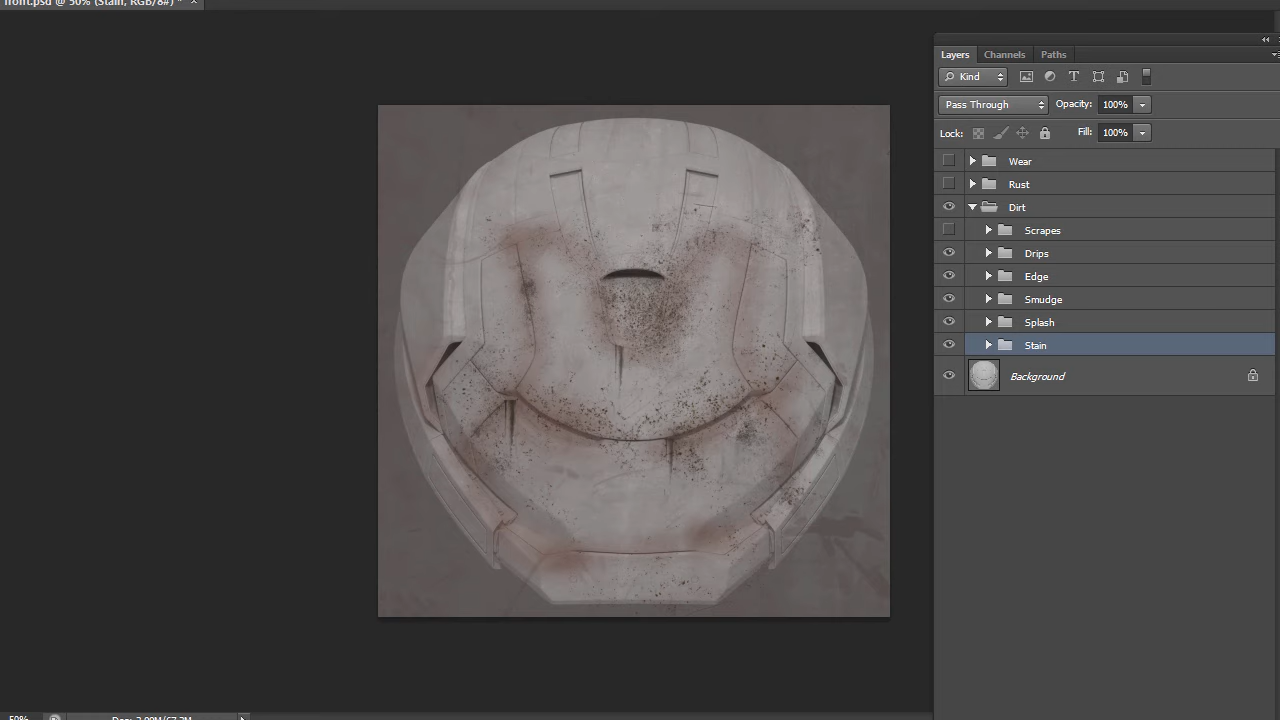 front.psd @ 50% (Stain, RGB/8#) * ×
Layers Channels Paths
Kind
Pass Through Opacity: 100%
Lock: Fill: 100%
Wear
Rust
Dirt
Scrapes
Drips
Edge
Smudge
Splash
Stain
Background
50%